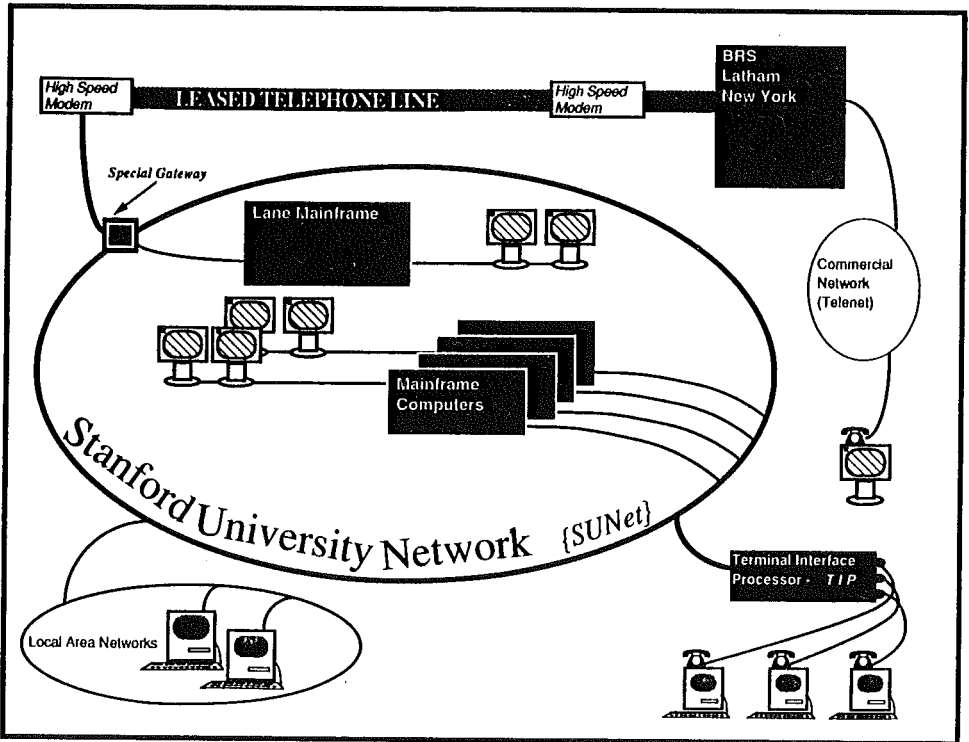 BRS
Latham
New York
High Speed
Modem
LEASED TELEPHONE LINE
High Speed
Modem
Special Gateway
Lane Mainframe
Commercial
Network
(Telenet)
Mainframe
Computers
Stanford University Network {SUNet}
Terminal Interface
Processor - TIP
Local Area Networks